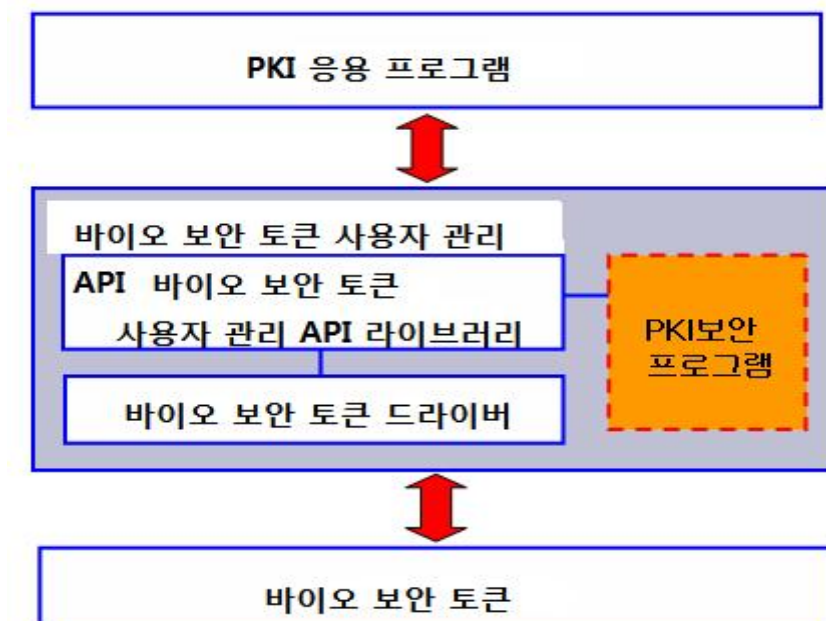 PKI 응용 프로그램
바이오 보안 토큰 사용자 관리
API 바이오 보안 토큰
사용자 관리 API 라이브러리
바이오 보안 토큰 드라이버
PKI보안
프로그램
바이오 보안 토큰